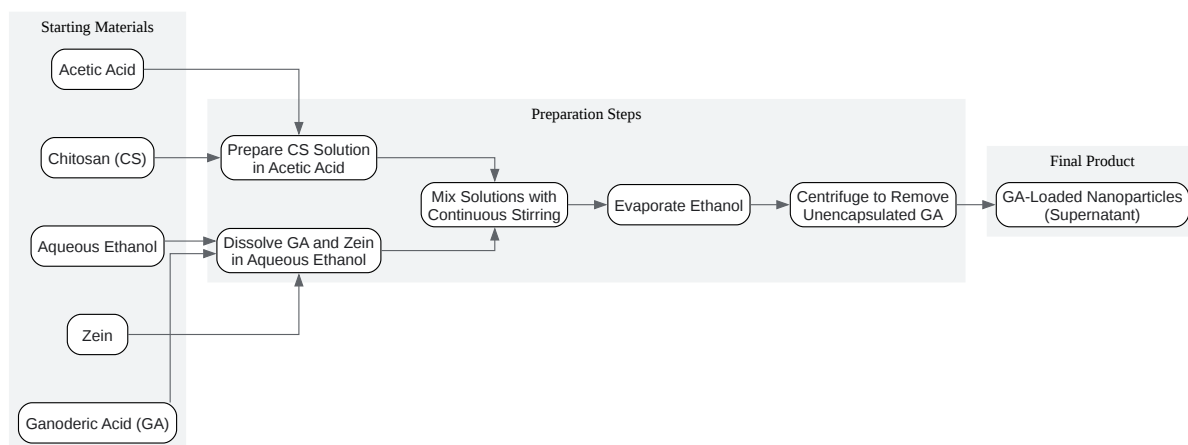 Starting Materials
Acetic Acid
Chitosan (CS)
Aqueous Ethanol
Zein
Ganoderic Acid (GA)
Preparation Steps
Prepare CS Solution
in Acetic Acid
Dissolve GA and Zein
in Aqueous Ethanol
Mix Solutions with
Continuous Stirring
Evaporate Ethanol
Centrifuge to Remove
Unencapsulated GA
Final Product
GA-Loaded Nanoparticles
(Supernatant)